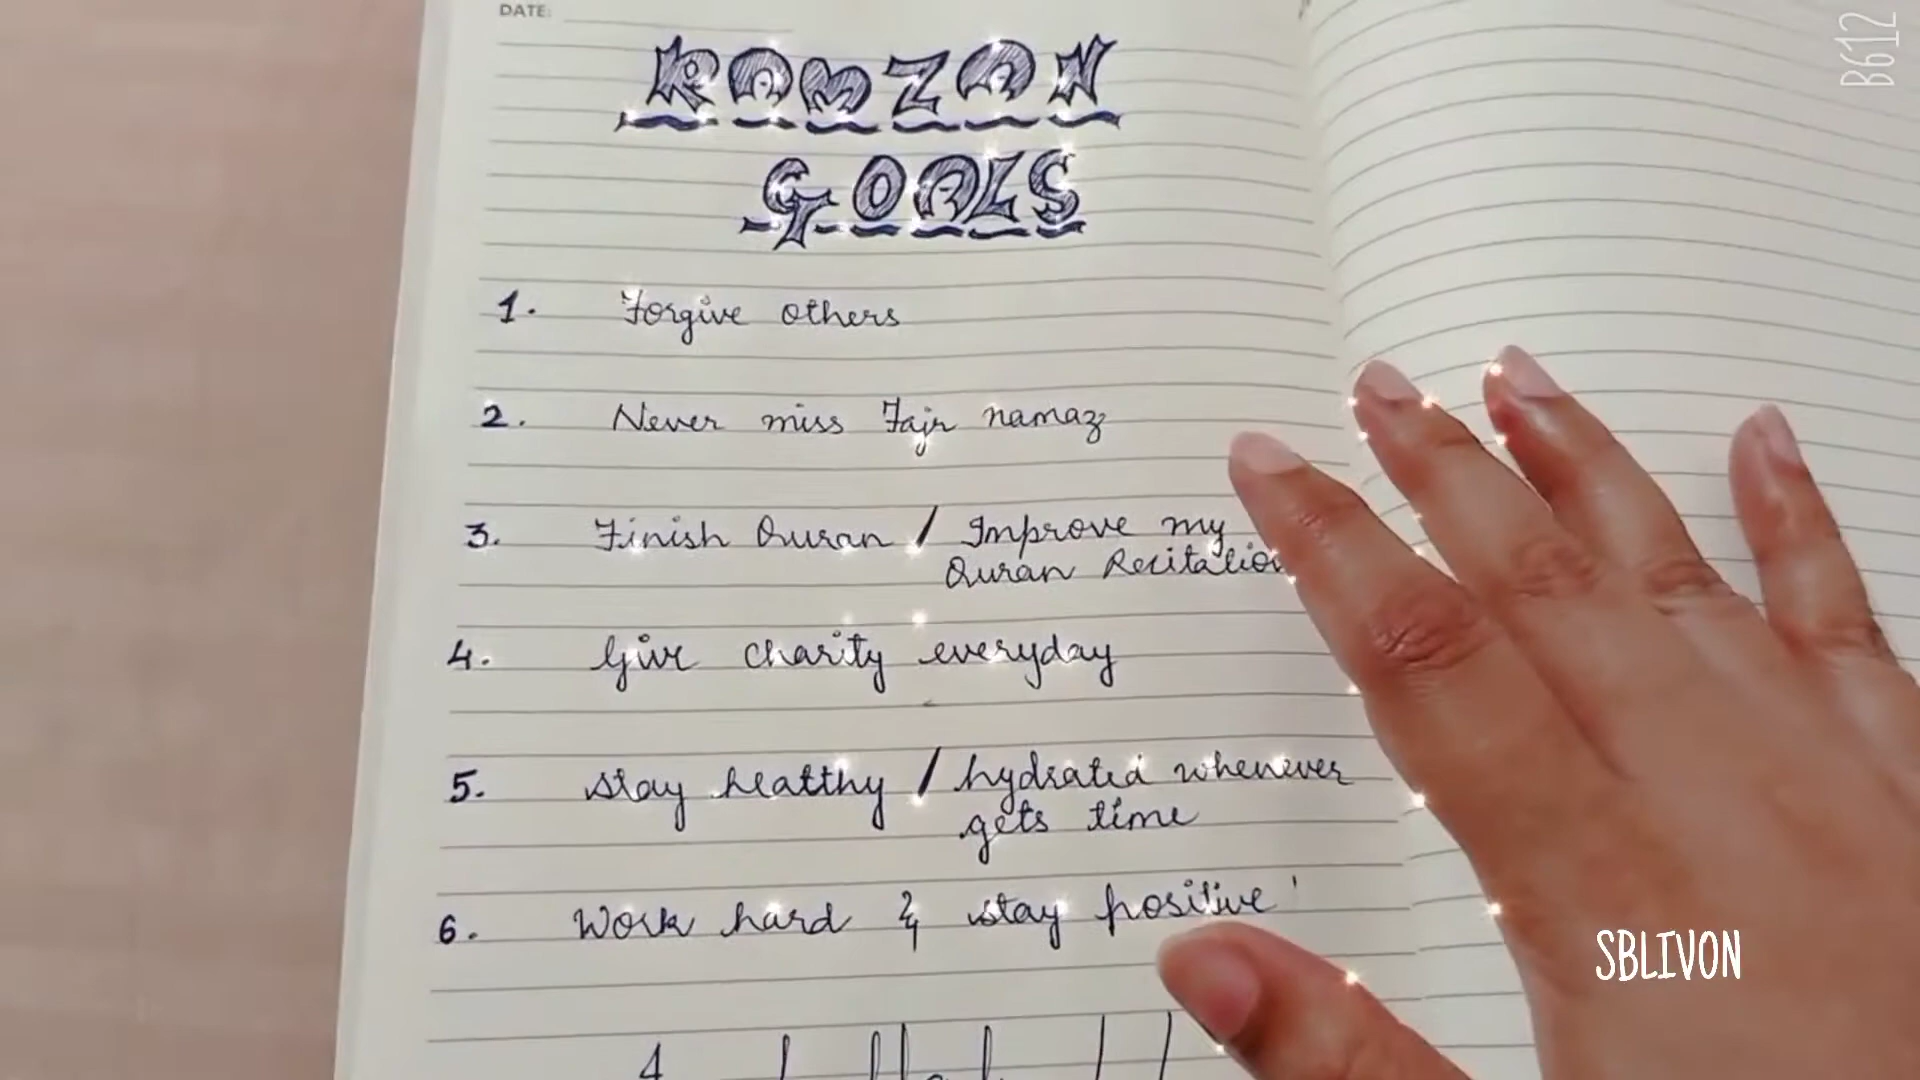 DATE:
RAMZAN
GOALS
1. Forgive others
2. Never miss Fajr namaz
3. Finish Quran / Improve my
Quran Recitation
4. Give charity everyday
5. Stay healthy / hydrated whenever
gets time
6. Work hard & stay positive
B612
SBLIVON